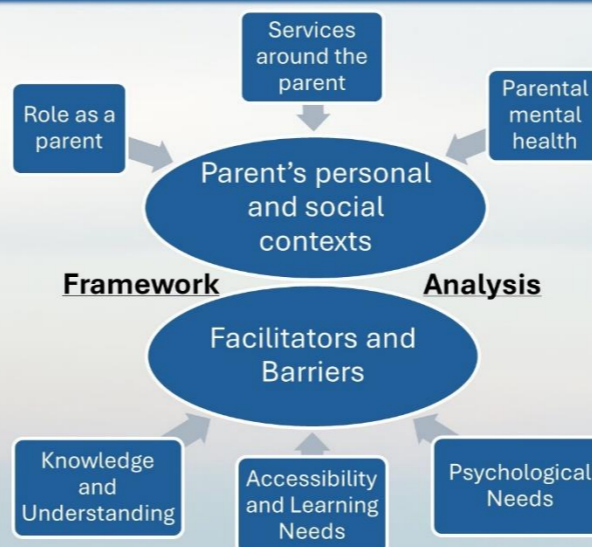 Services
around the
parent
Role as a
parent
Parental
mental
health
Parent's personal
and social
contexts
Framework
Analysis
Facilitators and
Barriers
Knowledge
and
Understanding
Accessibility
and Learning
Needs
Psychological
Needs